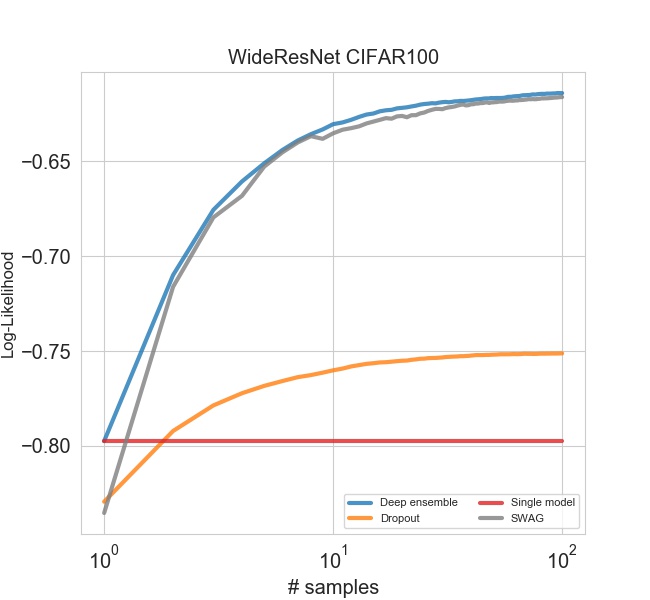 WideResNet CIFAR100
Log-Likelihood
−0.65
−0.70
−0.75
−0.80
Deep ensemble
Dropout
Single model
SWAG
10^0
10^1
10^2
# samples